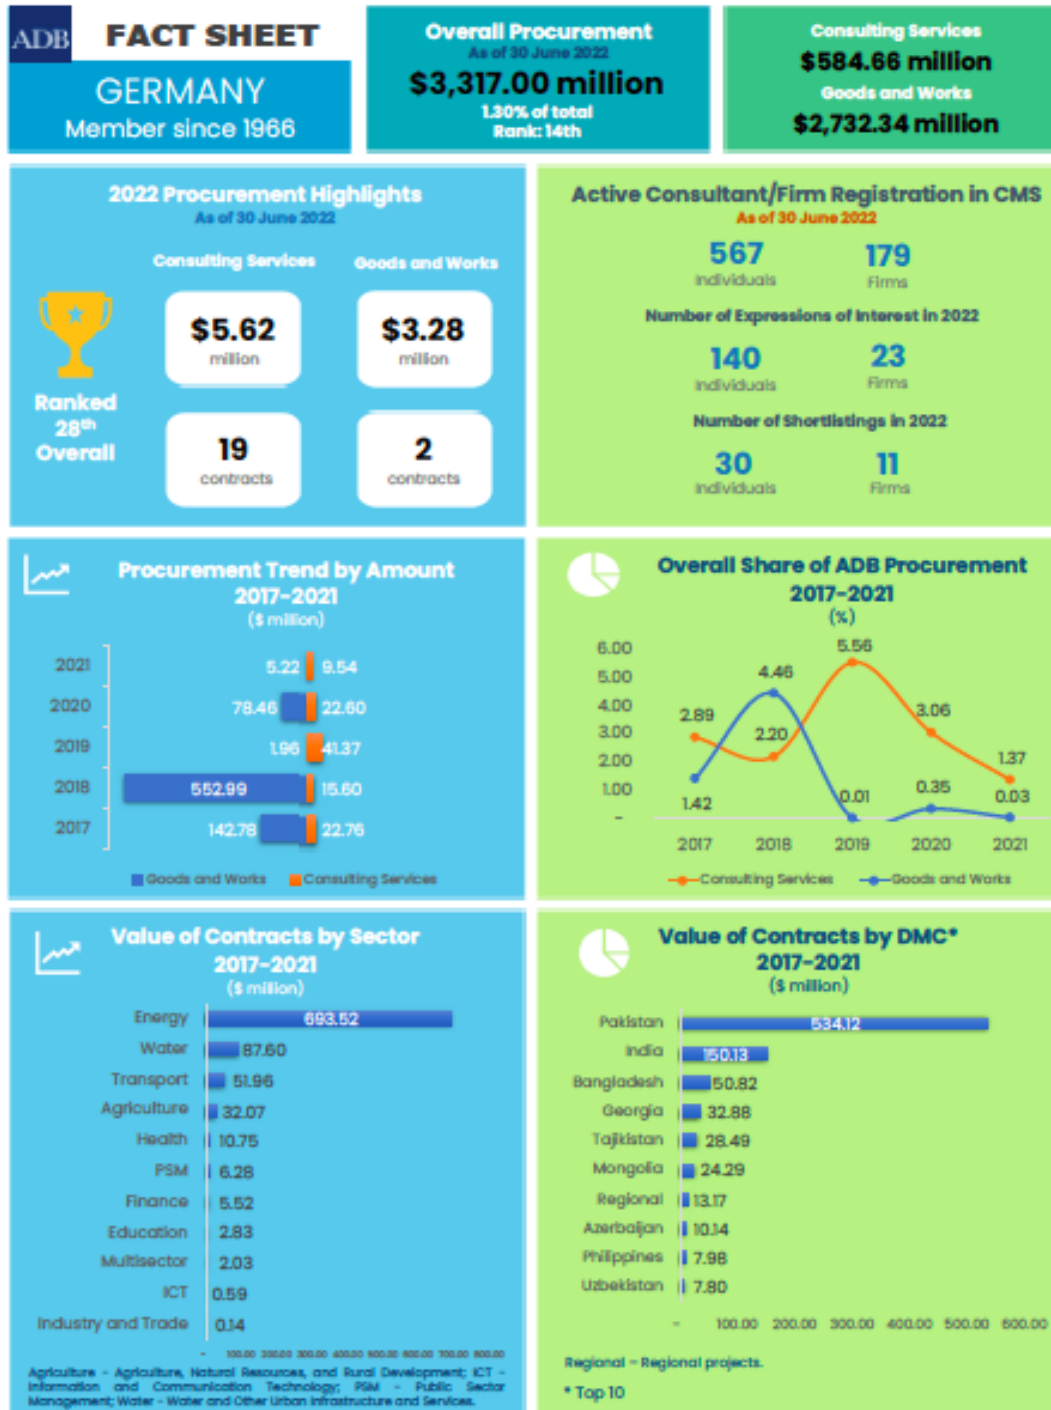 ADB FACT SHEET
GERMANY
Member since 1966
Overall Procurement
As of 30 June 2022
$3,317.00 million
1.30% of total
Rank: 14th
Consulting Services
$584.66 million
Goods and Works
$2,732.34 million
2022 Procurement Highlights
As of 30 June 2022
Consulting Services Goods and Works
$5.62 $3.28
million million
Ranked
28th
Overall
19 2
contracts contracts
Active Consultant/Firm Registration in CMS
As of 30 June 2022
567 179
Individuals Firms
Number of Expressions of Interest in 2022
140 23
Individuals Firms
Number of Shortlistings in 2022
30 11
Individuals Firms
Procurement Trend by Amount
2017-2021
($ million)
2021 5.22 9.54
2020 78.46 22.60
2019 1.96 41.37
2018 552.99 15.60
2017 142.78 22.76
Goods and Works Consulting Services
Overall Share of ADB Procurement
2017-2021
(%)
6.00
5.00
4.00
3.00
2.00
1.00
-
2.89 2.20 5.56 3.06 1.37
1.42 4.46 0.01 0.35 0.03
2017 2018 2019 2020 2021
Consulting Services Goods and Works
Value of Contracts by Sector
2017-2021
($ million)
Energy 693.52
Water 87.60
Transport 51.96
Agriculture 32.07
Health 10.75
PSM 6.28
Finance 5.52
Education 2.83
Multisector 2.03
ICT 0.59
Industry and Trade 0.14
- 100.00 200.00 300.00 400.00 500.00 600.00 700.00 800.00
Agriculture - Agriculture, Natural Resources, and Rural Development; ICT -
Information and Communication Technology; PSM - Public Sector
Management; Water - Water and Other Urban Infrastructure and Services.
Value of Contracts by DMC*
2017-2021
($ million)
Pakistan 534.12
India 150.13
Bangladesh 50.82
Georgia 32.88
Tajikistan 28.49
Mongolia 24.29
Regional 13.17
Azerbaijan 10.14
Philippines 7.98
Uzbekistan 7.80
- 100.00 200.00 300.00 400.00 500.00 600.00
Regional - Regional projects.
* Top 10